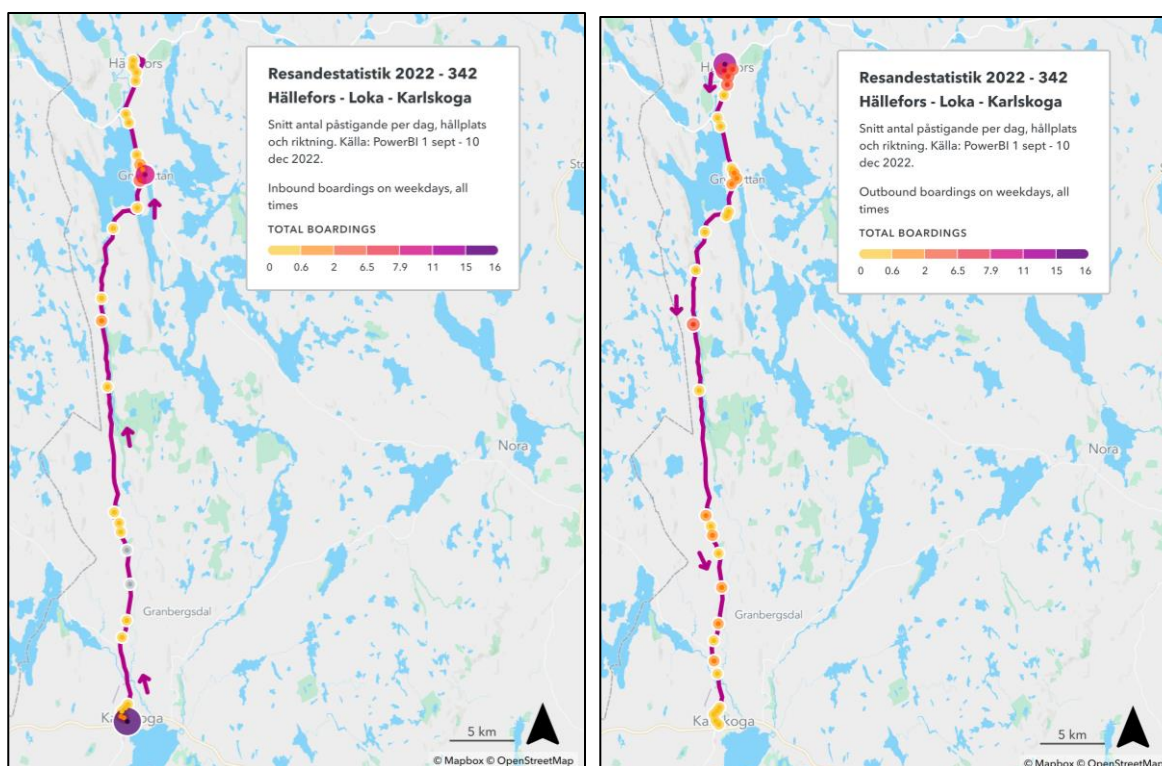 Resandestatistik 2022 - 342
Hällefors - Loka - Karlskoga
Snitt antal påstigande per dag, hållplats
och riktning. Källa: PowerBI 1 sept - 10
dec 2022.
Inbound boardings on weekdays, all
times
TOTAL BOARDINGS
0 0.6 2 6.5 7.9 11 15 16
Nora
Granbergsdal
5 km
© Mapbox © OpenStreetMap
Resandestatistik 2022 - 342
Hällefors - Loka - Karlskoga
Snitt antal påstigande per dag, hållplats
och riktning. Källa: PowerBI 1 sept - 10
dec 2022.
Outbound boardings on weekdays, all
times
TOTAL BOARDINGS
0 0.6 2 6.5 7.9 11 15 16
Nora
Granbergsdal
5 km
© Mapbox © OpenStreetMap